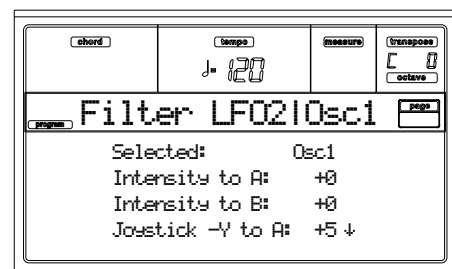 chord tempo measure transpose
♩= 120 C 0
octave
program Filter LFO2|Osc1 page
Selected: Osc1
Intensity to A: +0
Intensity to B: +0
Joystick -Y to A: +5 ↓